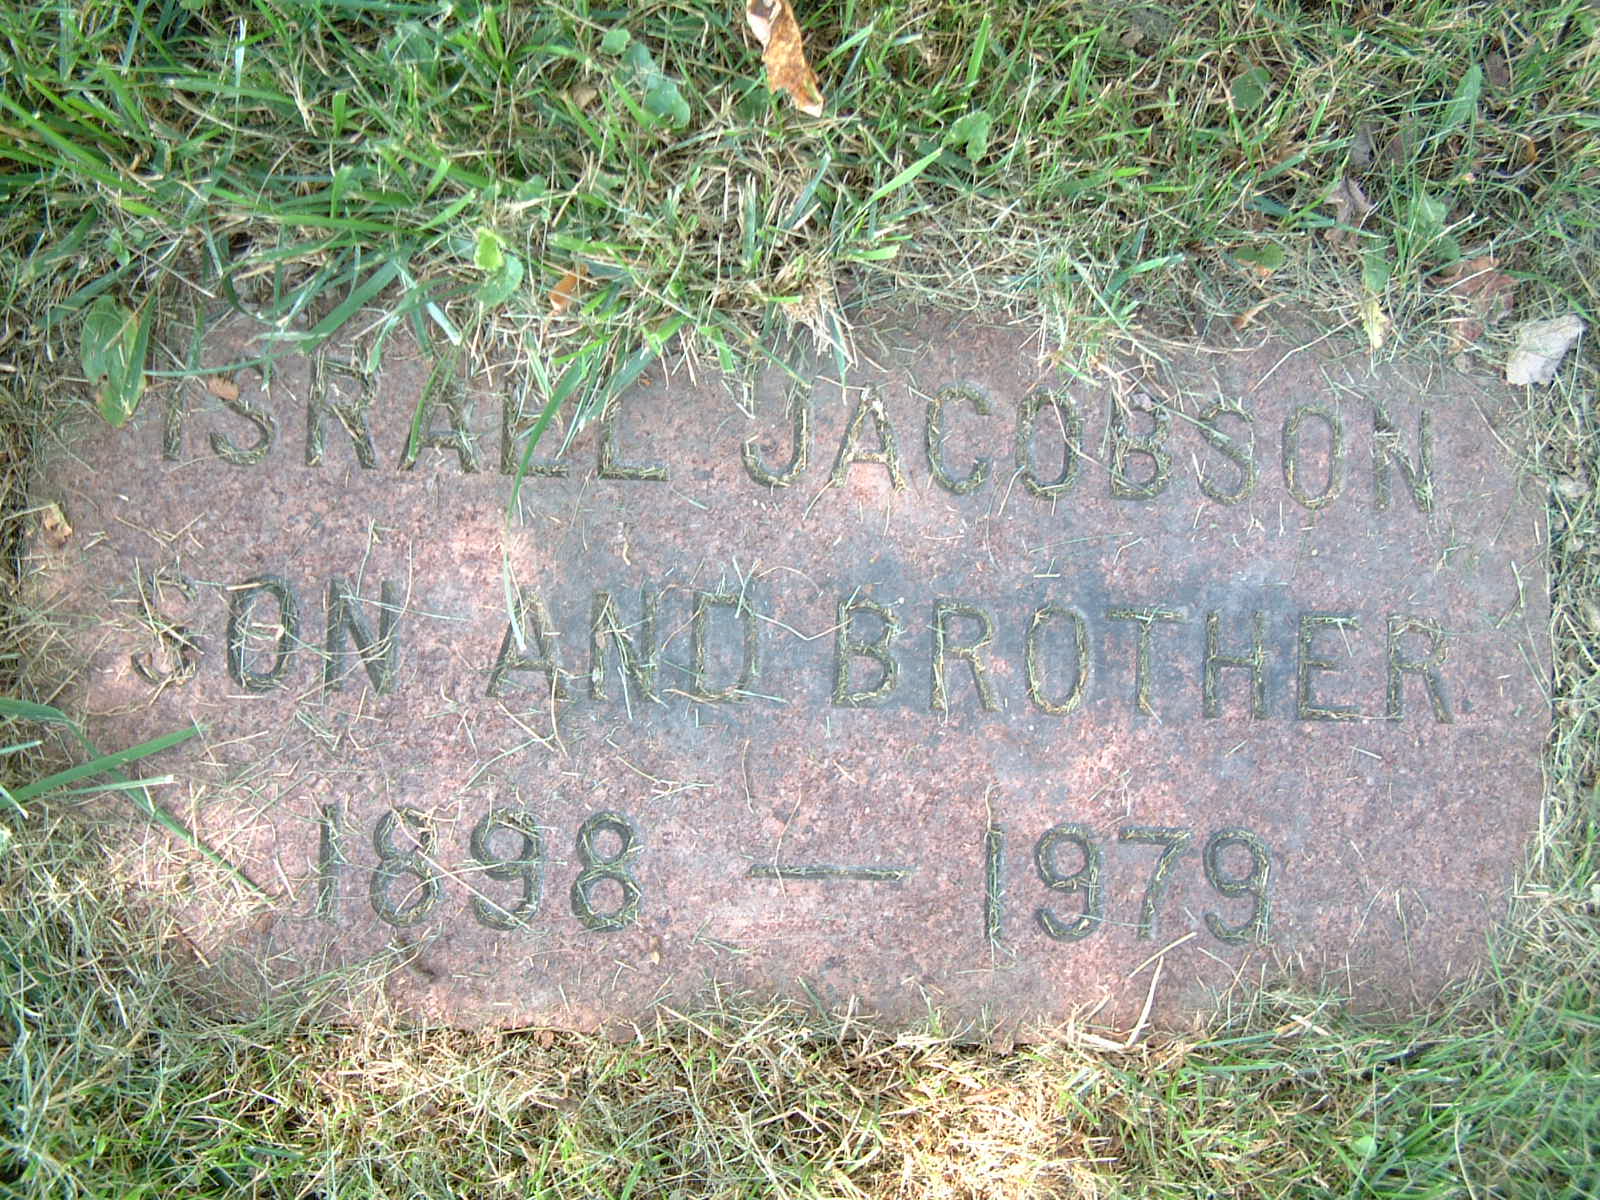 ISRAEL JACOBSON
SON AND BROTHER
1898 — 1979